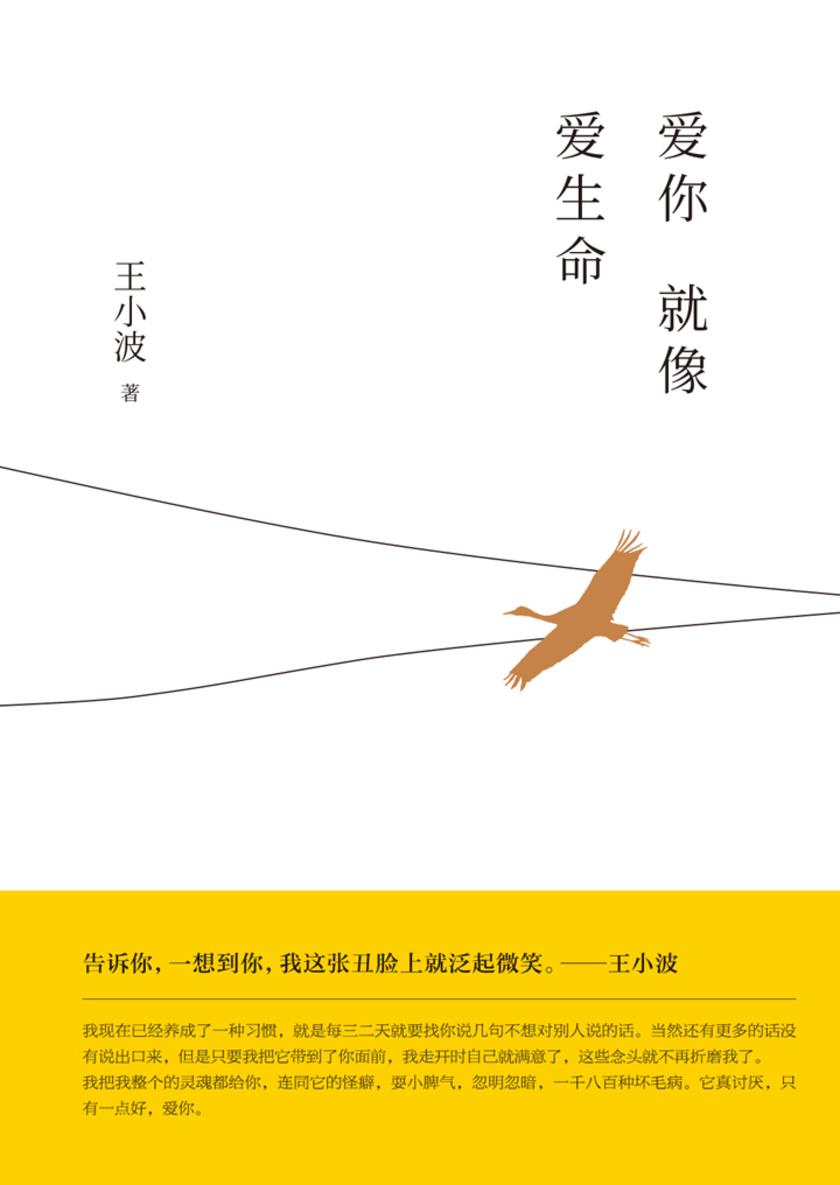 爱你 就像
爱生命
王小波 著
告诉你，一想到你，我这张丑脸上就泛起微笑。——王小波
我现在已经养成了一种习惯，就是每三二天就要找你说几句不想对别人说的话。当然还有更多的话没
有说出口来，但是只要我把它带到了你面前，我走开时自己就满意了，这些念头就不再折磨我了。
我把我整个的灵魂都给你，连同它的怪癖，耍小脾气，忽明忽暗，一千八百种坏毛病。它真讨厌，只
有一点好，爱你。